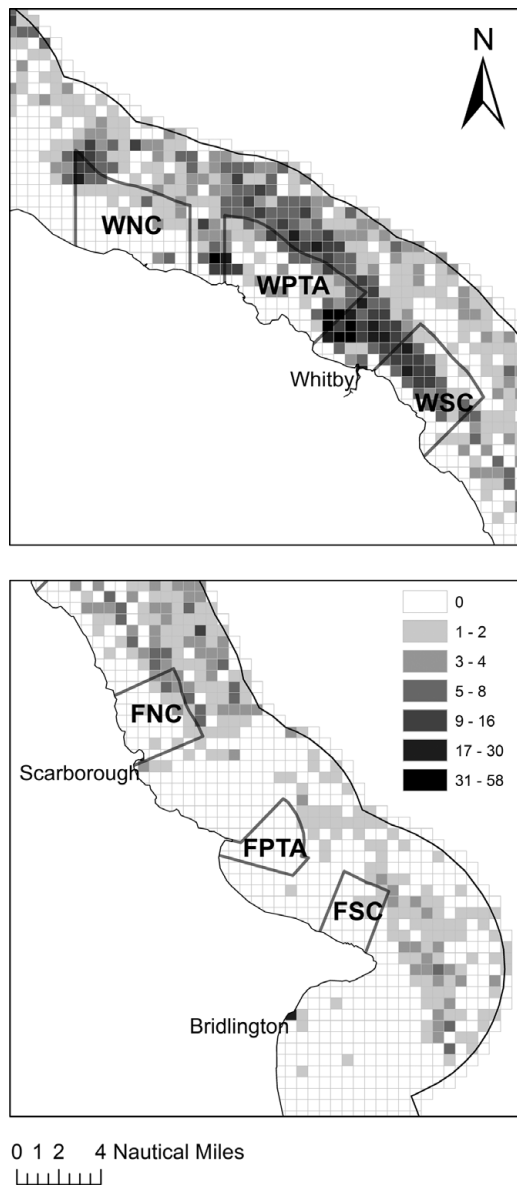 N
WNC
WPTA
Whitby
WSC
0
1 - 2
3 - 4
5 - 8
9 - 16
17 - 30
31 - 58
FNC
Scarborough
FPTA
FSC
Bridlington
0 1 2 4 Nautical Miles